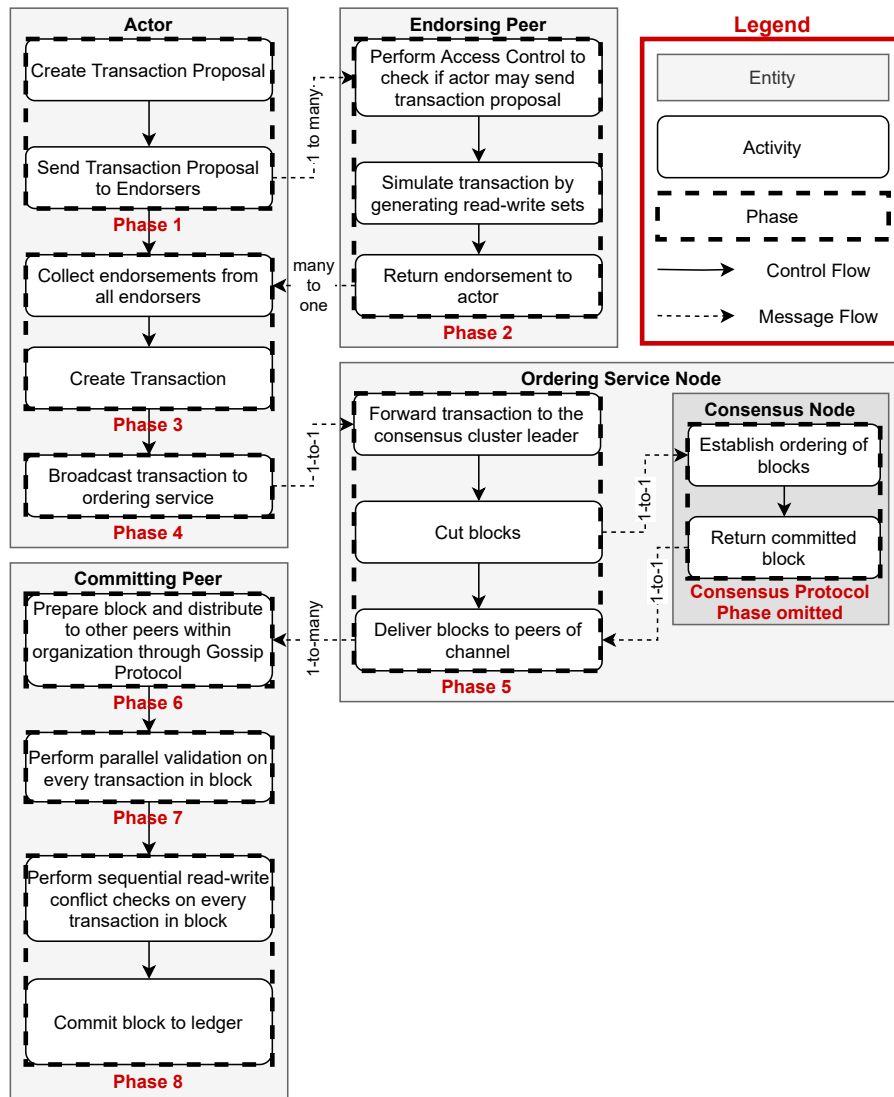 Actor
Create Transaction Proposal
Send Transaction Proposal
to Endorsers
Phase 1
Collect endorsements from
all endorsers
Create Transaction
Phase 3
Broadcast transaction to
ordering service
Phase 4
1 to many
many
to
one
Endorsing Peer
Perform Access Control to
check if actor may send
transaction proposal
Simulate transaction by
generating read-write sets
Return endorsement to
actor
Phase 2
Legend
Entity
Activity
Phase
Control Flow
Message Flow
Ordering Service Node
1-to-1
Forward transaction to the
consensus cluster leader
Cut blocks
Deliver blocks to peers of
channel
Phase 5
1-to-1
1-to-1
Consensus Node
Establish ordering of
blocks
Return committed
block
Consensus Protocol
Phase omitted
1-to-many
Committing Peer
Prepare block and distribute
to other peers within
organization through Gossip
Protocol
Phase 6
Perform parallel validation on
every transaction in block
Phase 7
Perform sequential read-write
conflict checks on every
transaction in block
Commit block to ledger
Phase 8